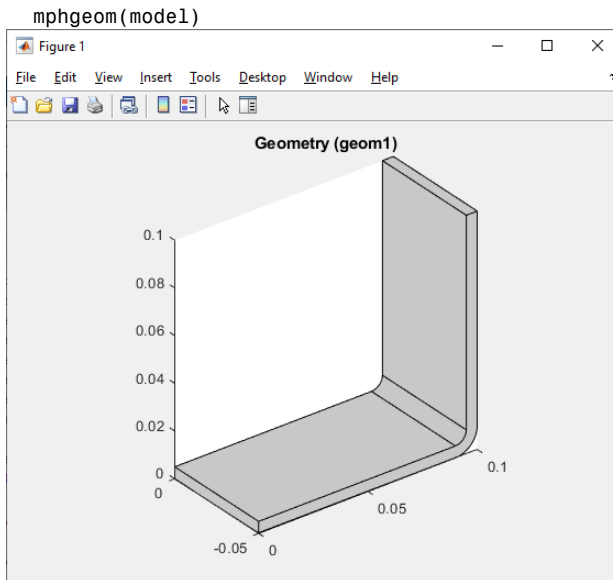 mphgeom(model)
Figure 1
File Edit View Insert Tools Desktop Window Help
Geometry (geom1)
0.1
0.08
0.06
0.04
0.02
0
0
0.1
0.05
-0.05 0